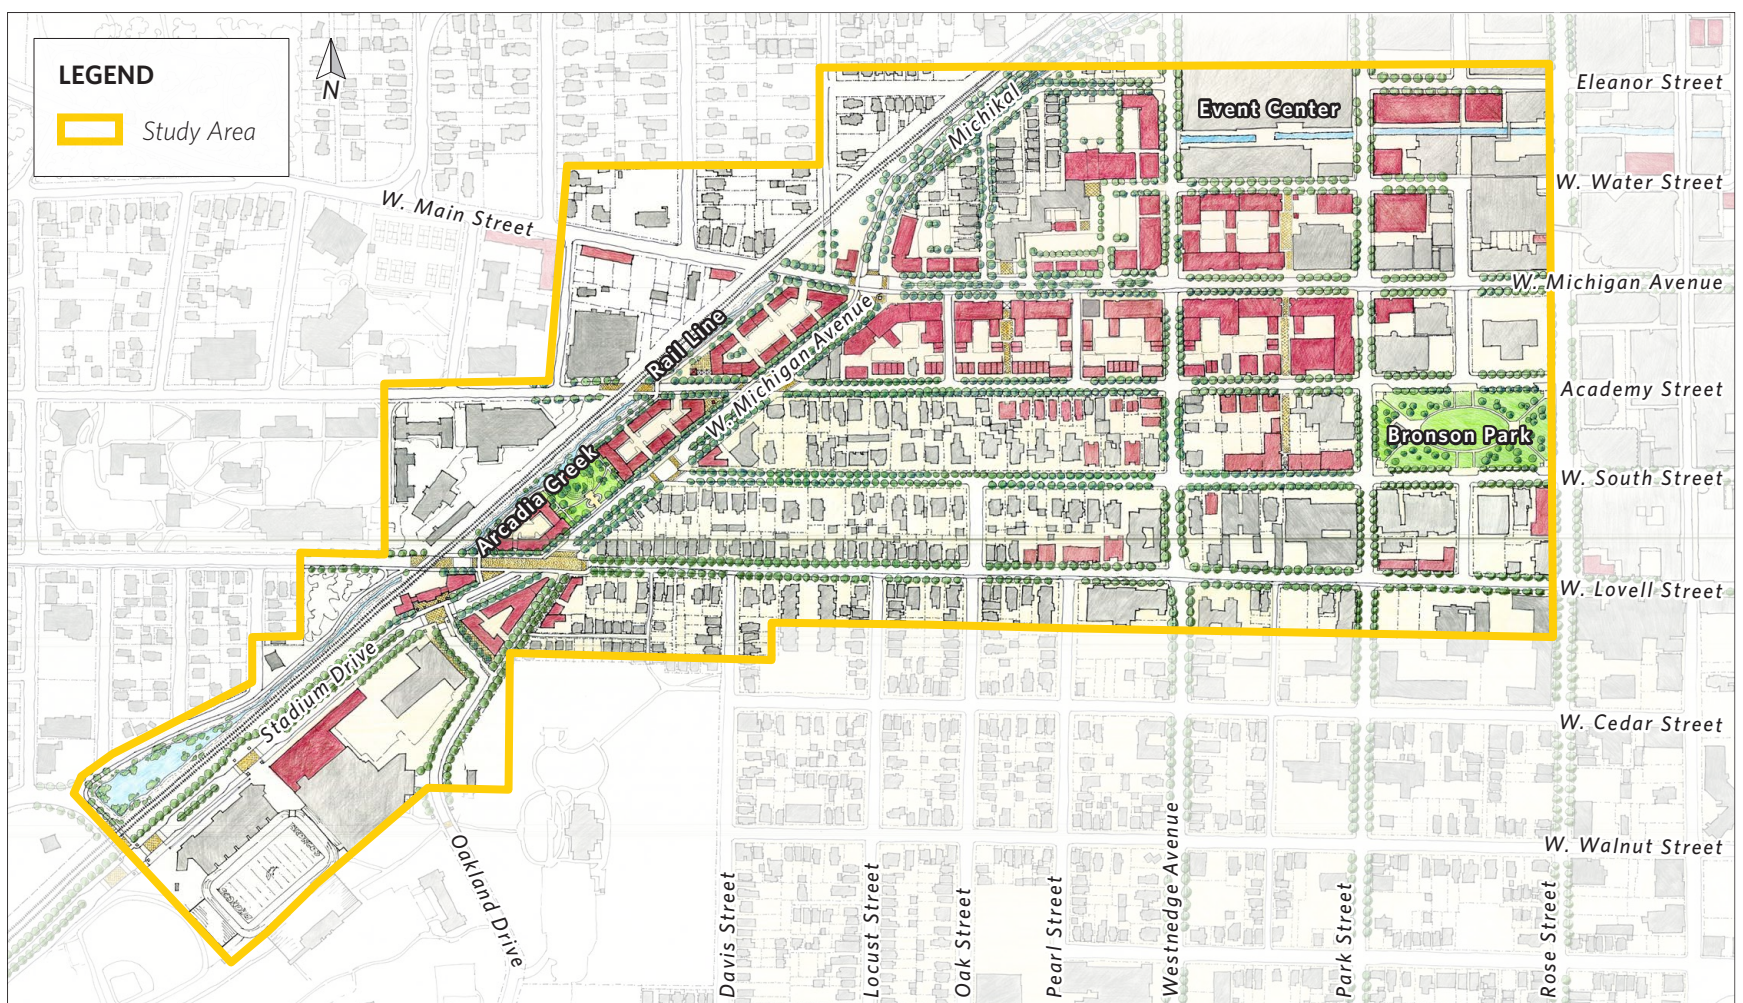 LEGEND
Study Area
N
Eleanor Street
Event Center
Michikal
W. Water Street
W. Main Street
W. Michigan Avenue
Rail Line
W. Michigan Avenue
Academy Street
Bronson Park
Arcadia Creek
W. South Street
W. Lovell Street
Stadium Drive
W. Cedar Street
W. Walnut Street
Oakland Drive
Davis Street
Locust Street
Oak Street
Pearl Street
Westnedge Avenue
Park Street
Rose Street